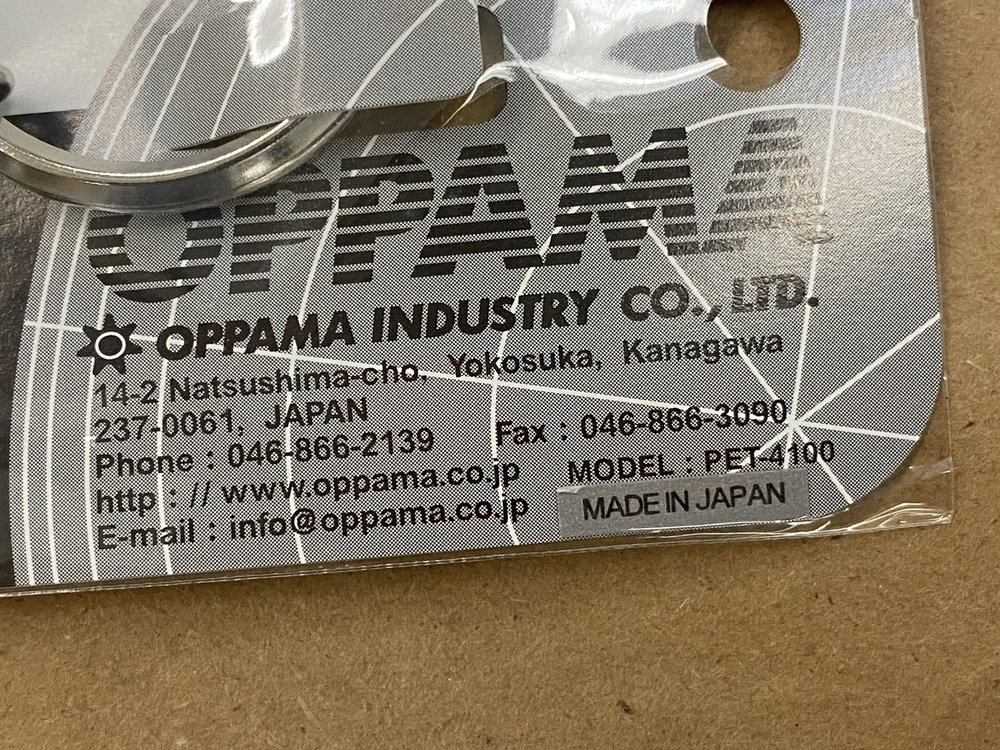 OPPAMA
OPPAMA INDUSTRY CO., LTD.
14-2 Natsushima-cho, Yokosuka, Kanagawa
237-0061, JAPAN
Phone : 046-866-2139 Fax : 046-866-3090
http : // www.oppama.co.jp MODEL : PET-4100
E-mail : info@oppama.co.jp MADE IN JAPAN